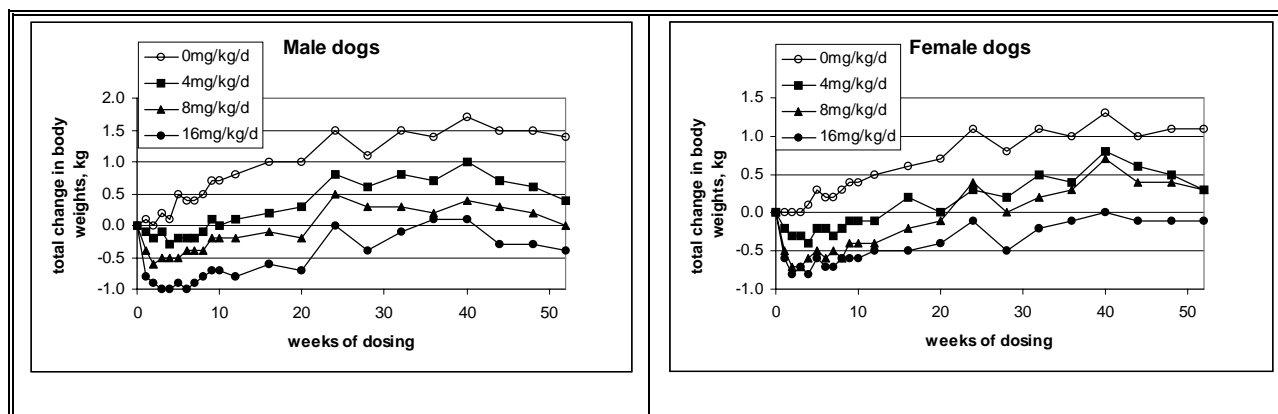 Male dogs
0mg/kg/d
4mg/kg/d
8mg/kg/d
16mg/kg/d
total change in body
weights, kg
2.0
1.5
1.0
0.5
0.0
-0.5
-1.0
0 10 20 30 40 50
weeks of dosing
Female dogs
0mg/kg/d
4mg/kg/d
8mg/kg/d
16mg/kg/d
total change in body
weights, kg
1.5
1.0
0.5
0.0
-0.5
-1.0
0 10 20 30 40 50
weeks of dosing